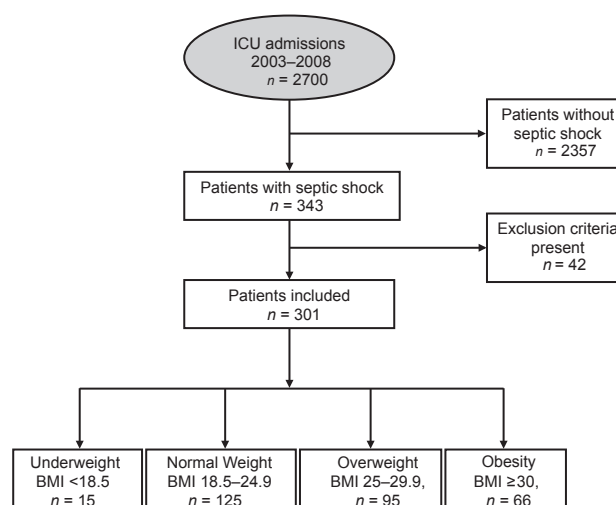 ICU admissions
2003–2008
n = 2700
Patients without
septic shock
n = 2357
Patients with septic shock
n = 343
Exclusion criteria
present
n = 42
Patients included
n = 301
Underweight
BMI <18.5
n = 15
Normal Weight
BMI 18.5–24.9
n = 125
Overweight
BMI 25–29.9,
n = 95
Obesity
BMI ≥30,
n = 66